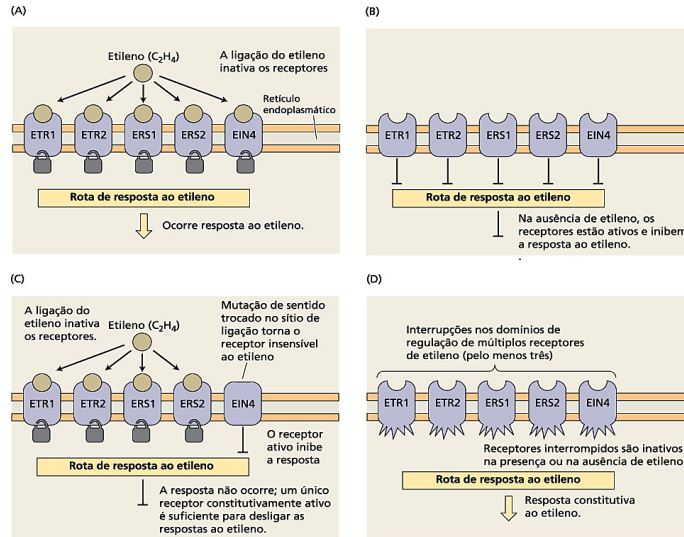 (A)
Etileno (C₂H₄)
A ligação do etileno
inativa os receptores
Retículo
endoplasmático
ETR1
ETR2
ERS1
ERS2
EIN4
Rota de resposta ao etileno
Ocorre resposta ao etileno.
(B)
ETR1
ETR2
ERS1
ERS2
EIN4
Rota de resposta ao etileno
Na ausência de etileno, os
receptores estão ativos e inibem
a resposta ao etileno.
(C)
A ligação do
etileno inativa
os receptores.
Etileno (C₂H₄)
Mutação de sentido
trocado no sítio de
ligação torna o
receptor insensível
ao etileno
ETR1
ETR2
ERS1
ERS2
EIN4
O receptor
ativo inibe
a resposta
Rota de resposta ao etileno
A resposta não ocorre; um único
receptor constitutivamente ativo
é suficiente para desligar as
respostas ao etileno.
(D)
Interrupções nos domínios de
regulação de múltiplos receptores
de etileno (pelo menos três)
ETR1
ETR2
ERS1
ERS2
EIN4
Receptores interrompidos são inativos
na presença ou na ausência de etileno
Rota de resposta ao etileno
Resposta constitutiva
ao etileno.